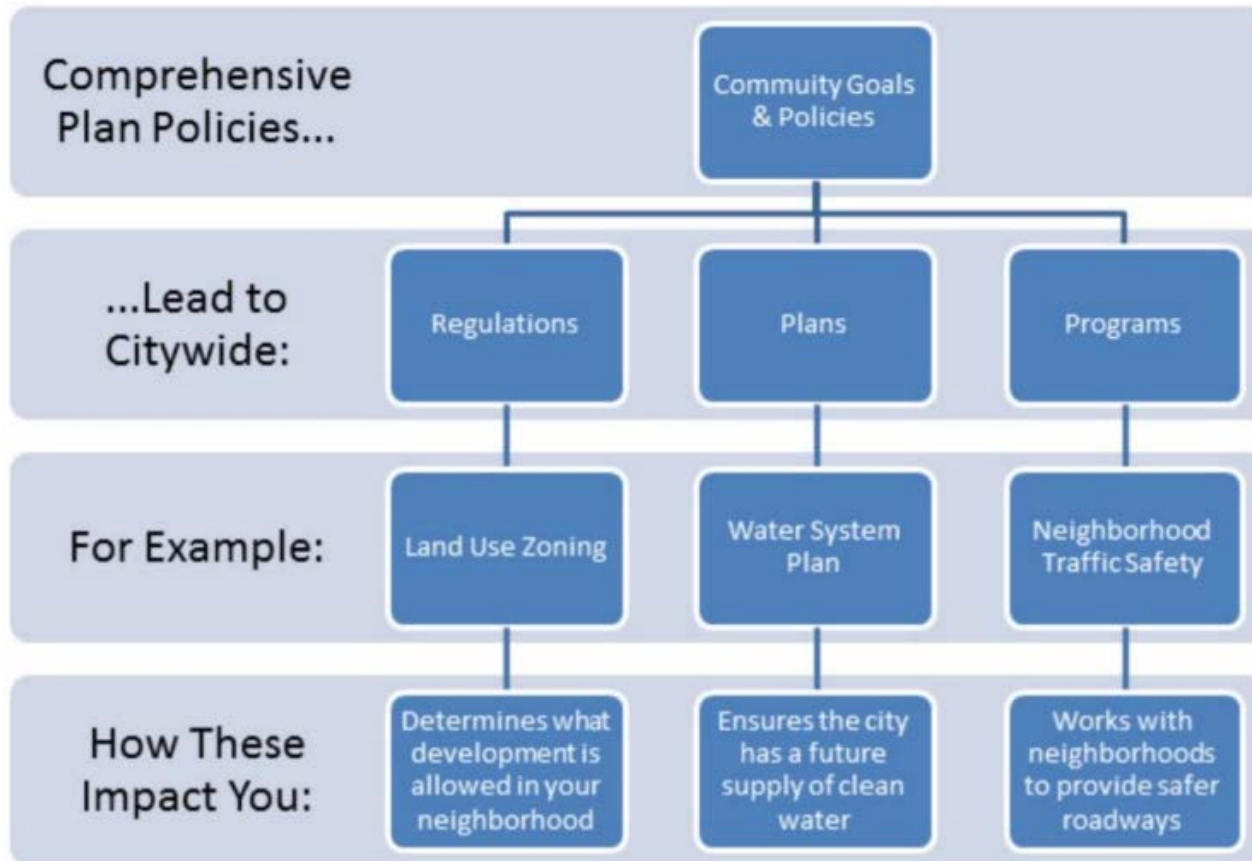 Comprehensive
Plan Policies...
Commuity Goals
& Policies
...Lead to
Citywide:
Regulations
Plans
Programs
For Example:
Land Use Zoning
Water System
Plan
Neighborhood
Traffic Safety
How These
Impact You:
Determines what
development is
allowed in your
neighborhood
Ensures the city
has a future
supply of clean
water
Works with
neighborhoods
to provide safer
roadways